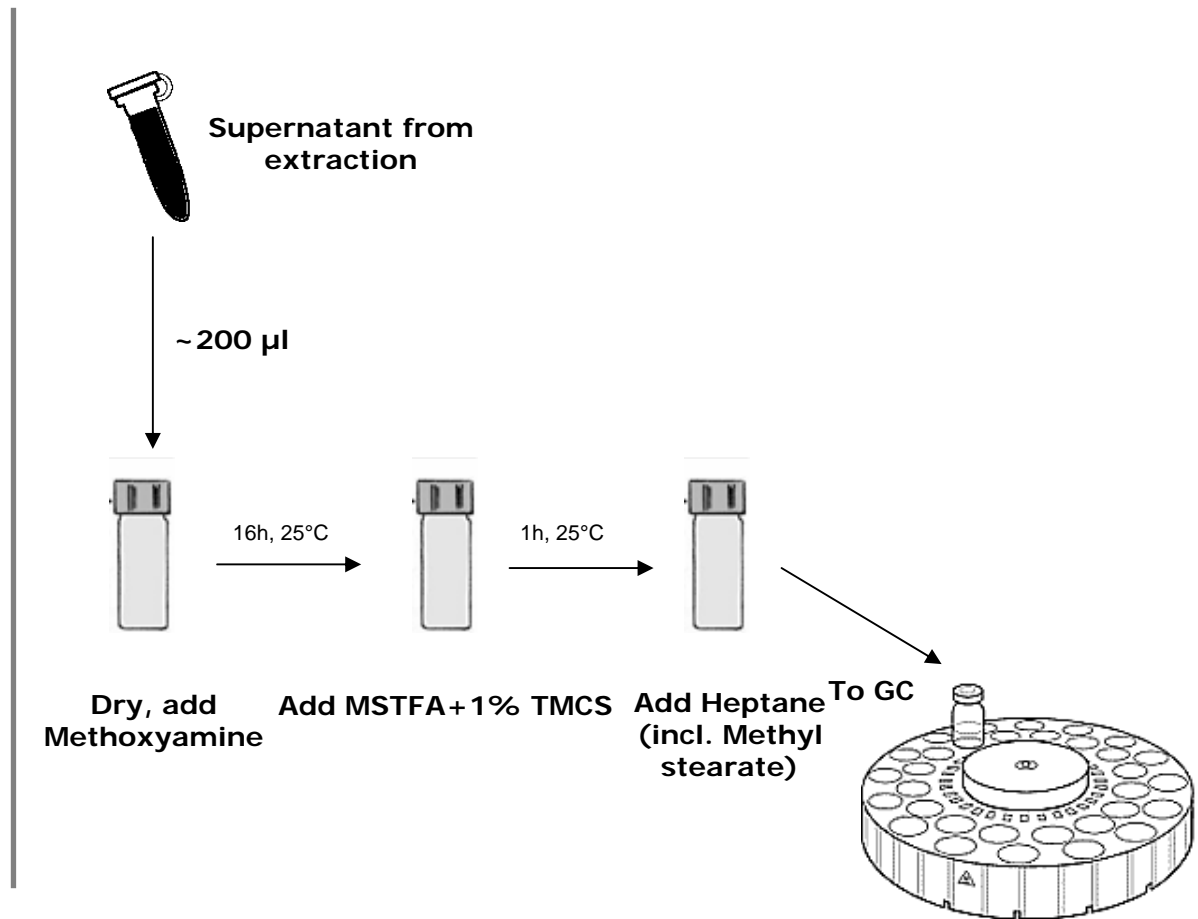 Supernatant from
extraction
~200 µl
16h, 25°C
1h, 25°C
Dry, add
Methoxyamine
Add MSTFA+1% TMCS
Add Heptane
(incl. Methyl
stearate)
To GC